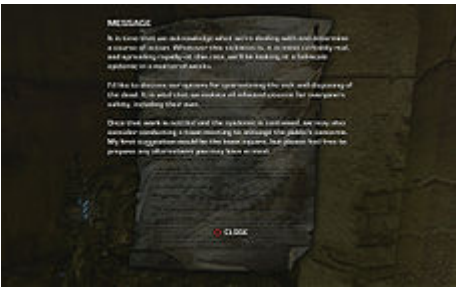 MESSAGE
It is time that we acknowledge what we're dealing with and determine
a course of action. Whatever this sickness is, it is most certainly real,
and spreading rapidly—at this rate, we'll be looking at a full-scale
epidemic in a matter of weeks.
I'd like to discuss our options for quarantining the sick and disposing of
the dead. It is vital that we enforce all infected quarantine for everyone's
safety, including their own.
Once that work is settled and the epidemic is contained, we may also
consider conducting a town meeting to assuage the public's concerns.
My first suggestion would be the town square, but please feel free to
propose any alternatives you may have in mind.
CLOSE